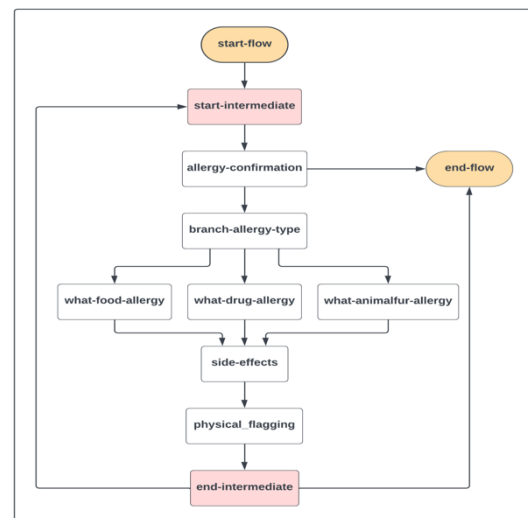 start-flow
start-intermediate
allergy-confirmation
end-flow
branch-allergy-type
what-food-allergy
what-drug-allergy
what-animalfur-allergy
side-effects
physical_flagging
end-intermediate